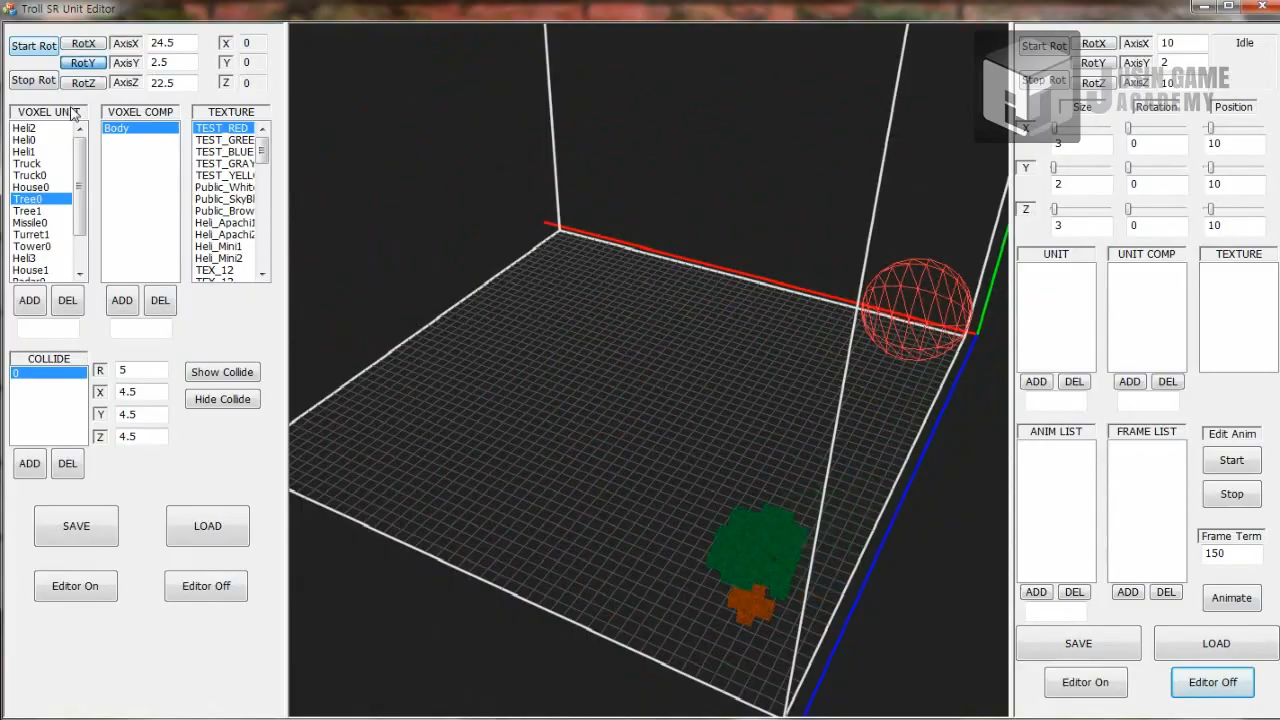 Troll SR Unit Editor
Start Rot
RotX
AxisX
24.5
X
0
RotY
AxisY
2.5
Y
0
Stop Rot
RotZ
AxisZ
22.5
Z
0
VOXEL UNIT
VOXEL COMP
TEXTURE
Heli2
Heli0
Heli1
Truck
Truck0
House0
Tree0
Tree1
Missile0
Turret1
Tower0
Heli3
House1
Body
TEST_RED
TEST_GREE
TEST_BLUE
TEST_GRAY
TEST_YELL
Public_White
Public_SkyBl
Public_Brow
Heli_Apachi1
Heli_Apachi2
Heli_Mini1
Heli_Mini2
TEX_12
TEX_13
ADD
DEL
ADD
DEL
COLLIDE
0
R
5
X
4.5
Y
4.5
Z
4.5
Show Collide
Hide Collide
ADD
DEL
SAVE
LOAD
Editor On
Editor Off
Start Rot
RotX
AxisX
10
Idle
RotY
AxisY
2
Stop Rot
RotZ
AxisZ
10
GAME
ACADEMY
Size
Rotation
Position
X
3
0
10
Y
2
0
10
Z
3
0
10
UNIT
UNIT COMP
TEXTURE
ADD
DEL
ADD
DEL
ANIM LIST
FRAME LIST
Edit Anim
Start
Stop
Frame Term
150
ADD
DEL
ADD
DEL
Animate
SAVE
LOAD
Editor On
Editor Off